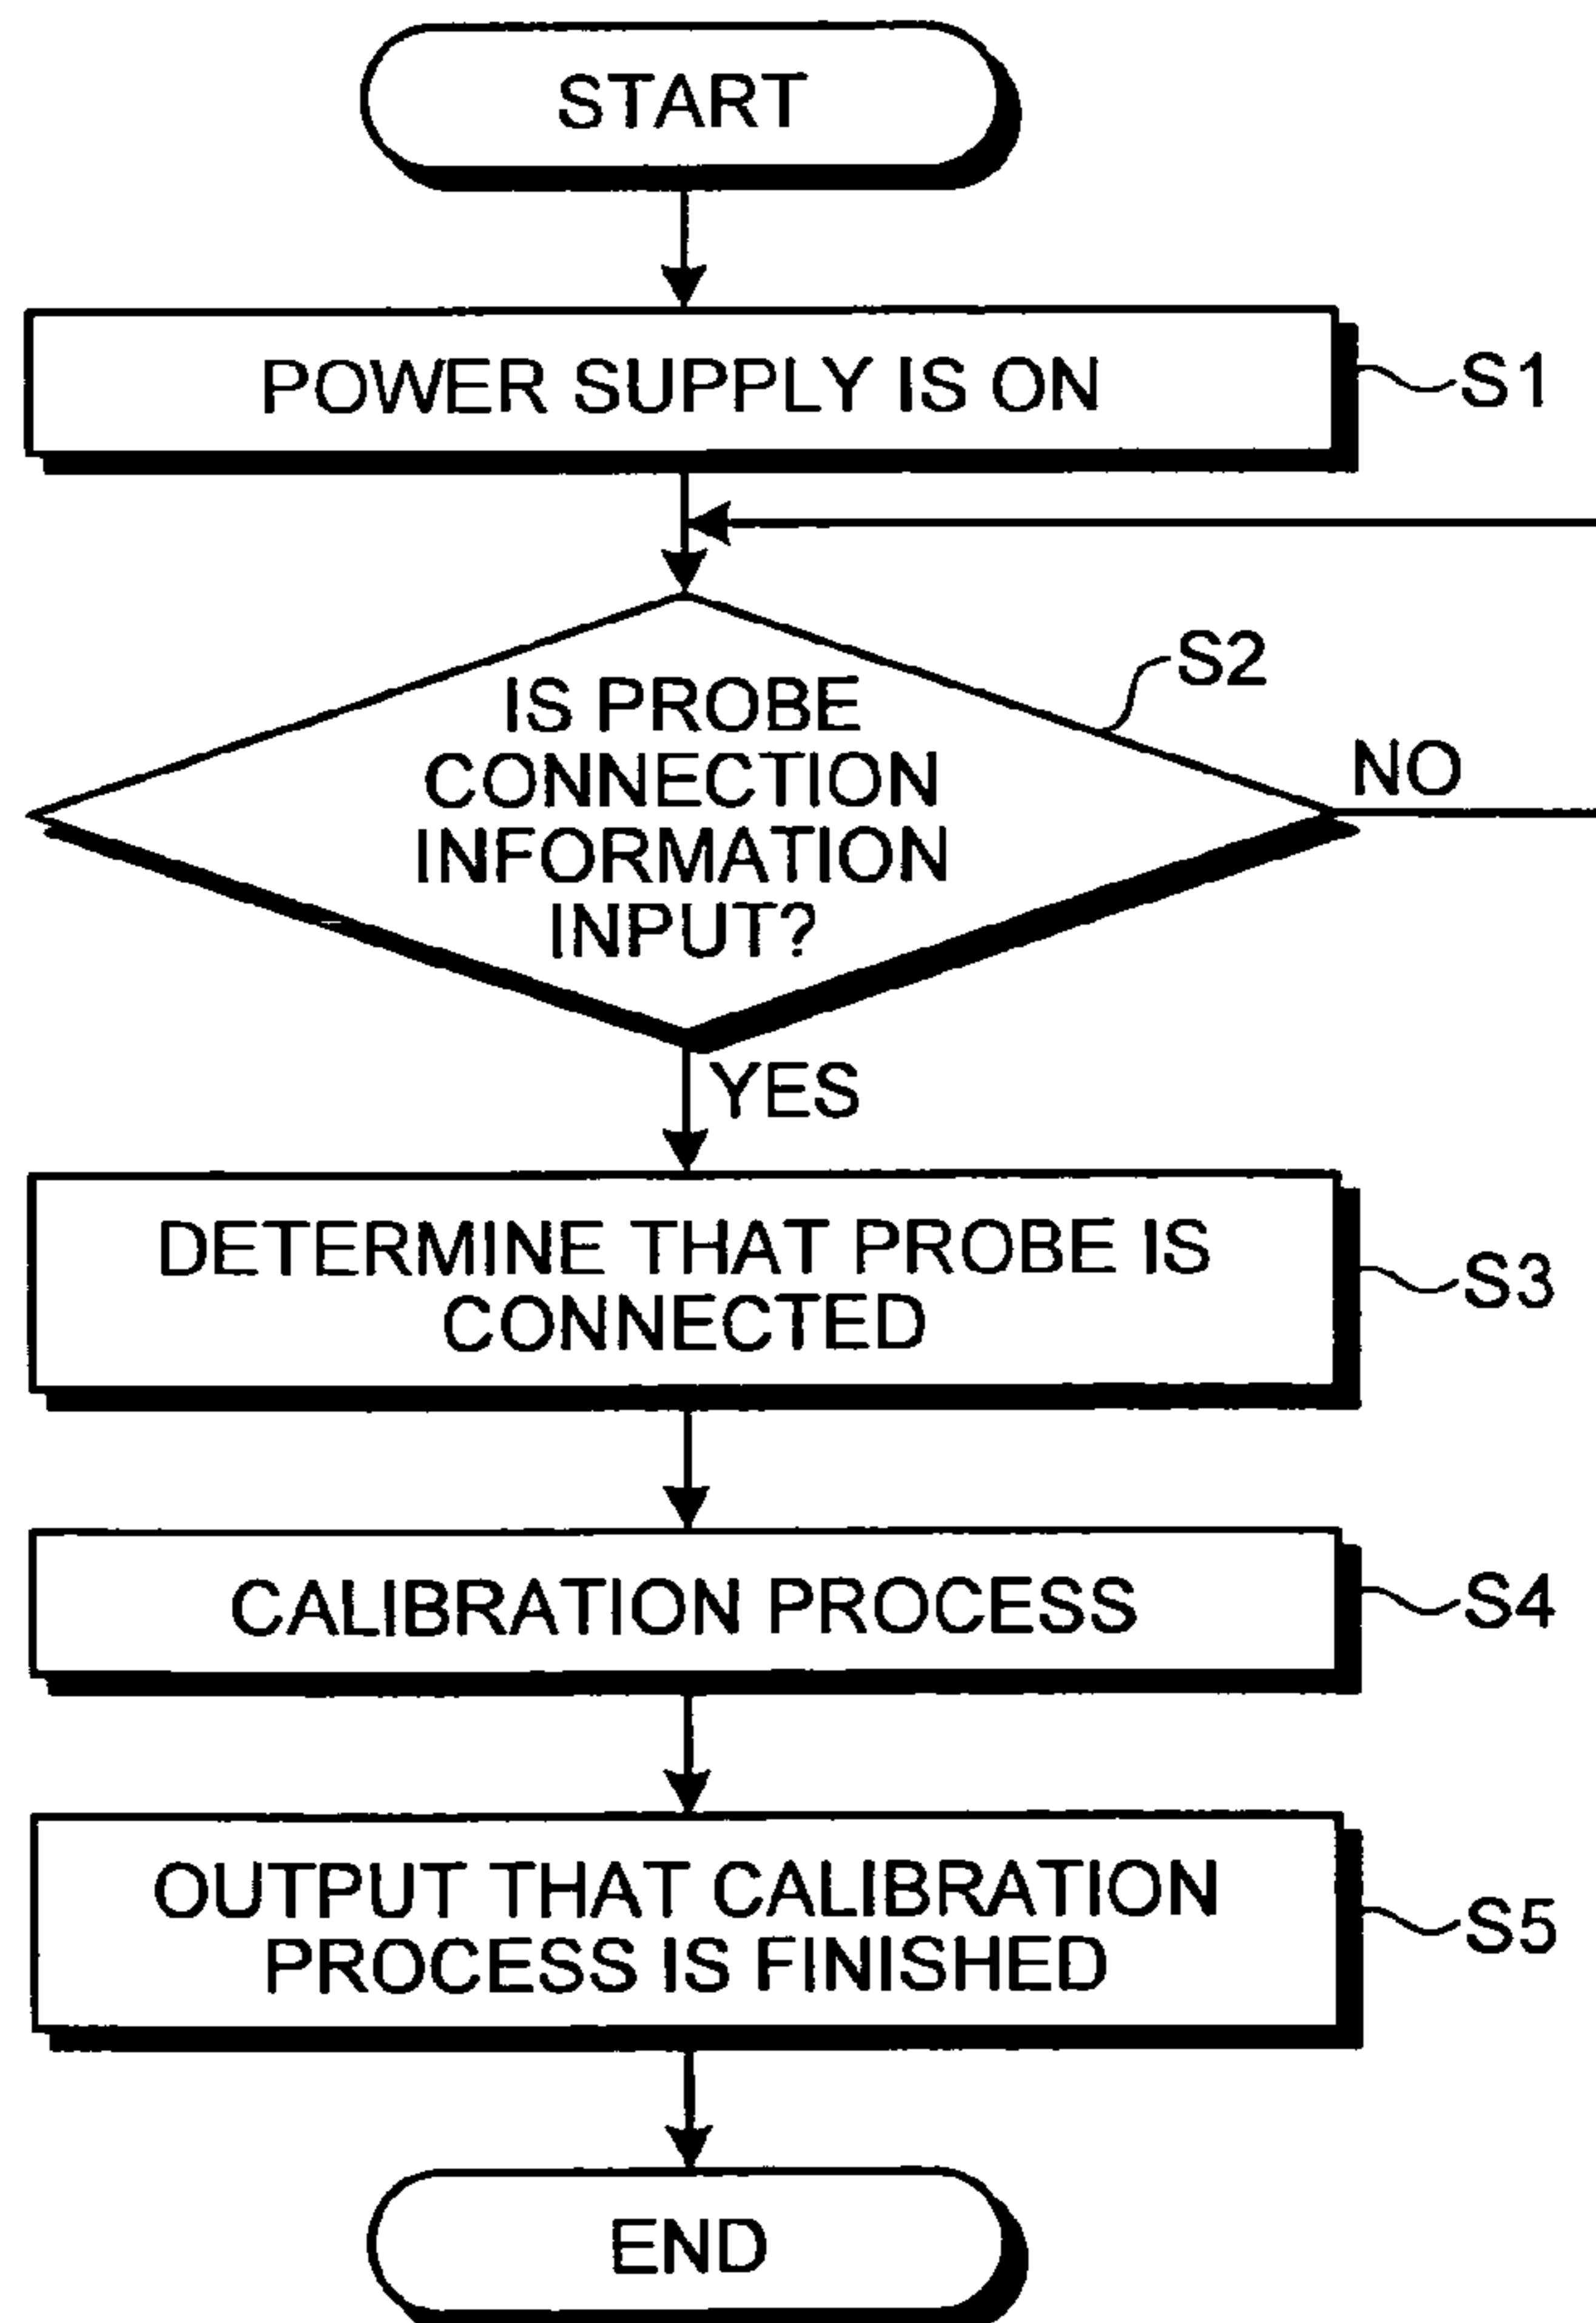 START
POWER SUPPLY IS ON
S1
S2
IS PROBE
CONNECTION
INFORMATION
INPUT?
NO
YES
DETERMINE THAT PROBE IS
CONNECTED
S3
CALIBRATION PROCESS
S4
OUTPUT THAT CALIBRATION
PROCESS IS FINISHED
S5
END